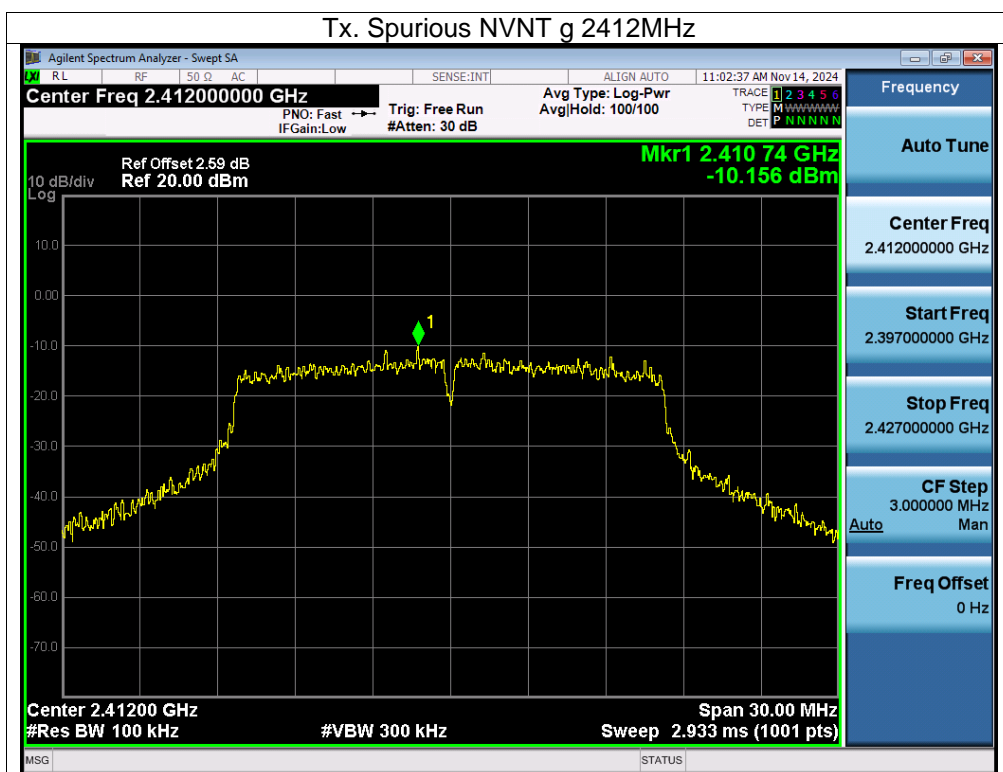 Tx. Spurious NVNT g 2412MHz
Agilent Spectrum Analyzer - Swept SA
LXI RL RF 50 Ω AC SENSE:INT ALIGN AUTO 11:02:37 AM Nov 14, 2024
Center Freq 2.412000000 GHz
PNO: Fast
IFGain:Low
Trig: Free Run
#Atten: 30 dB
Avg Type: Log-Pwr
Avg|Hold: 100/100
TRACE 1 2 3 4 5 6
TYPE M WWWWW
DET P N N N N N
Ref Offset 2.59 dB
10 dB/div Ref 20.00 dBm
Log
Mkr1 2.410 74 GHz
-10.156 dBm
10.0
0.00
-10.0
-20.0
-30.0
-40.0
-50.0
-60.0
-70.0
1
Center 2.41200 GHz Span 30.00 MHz
#Res BW 100 kHz #VBW 300 kHz Sweep 2.933 ms (1001 pts)
MSG STATUS
Frequency
Auto Tune
Center Freq
2.412000000 GHz
Start Freq
2.397000000 GHz
Stop Freq
2.427000000 GHz
CF Step
3.000000 MHz
Auto Man
Freq Offset
0 Hz